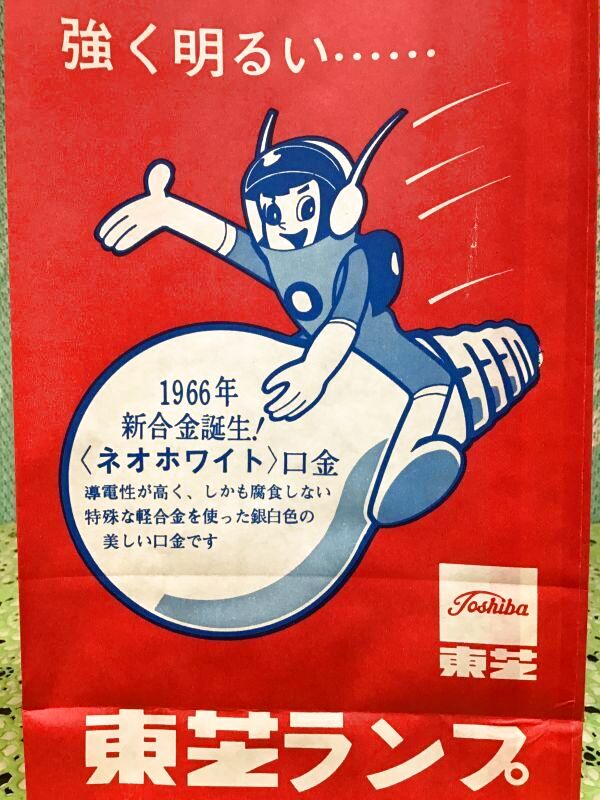 強く明るい……
1966年
新合金誕生!
〈ネオホワイト〉口金
導電性が高く、しかも腐食しない
特殊な軽合金を使った銀白色の
美しい口金です
Toshiba
東芝
東芝ランプ